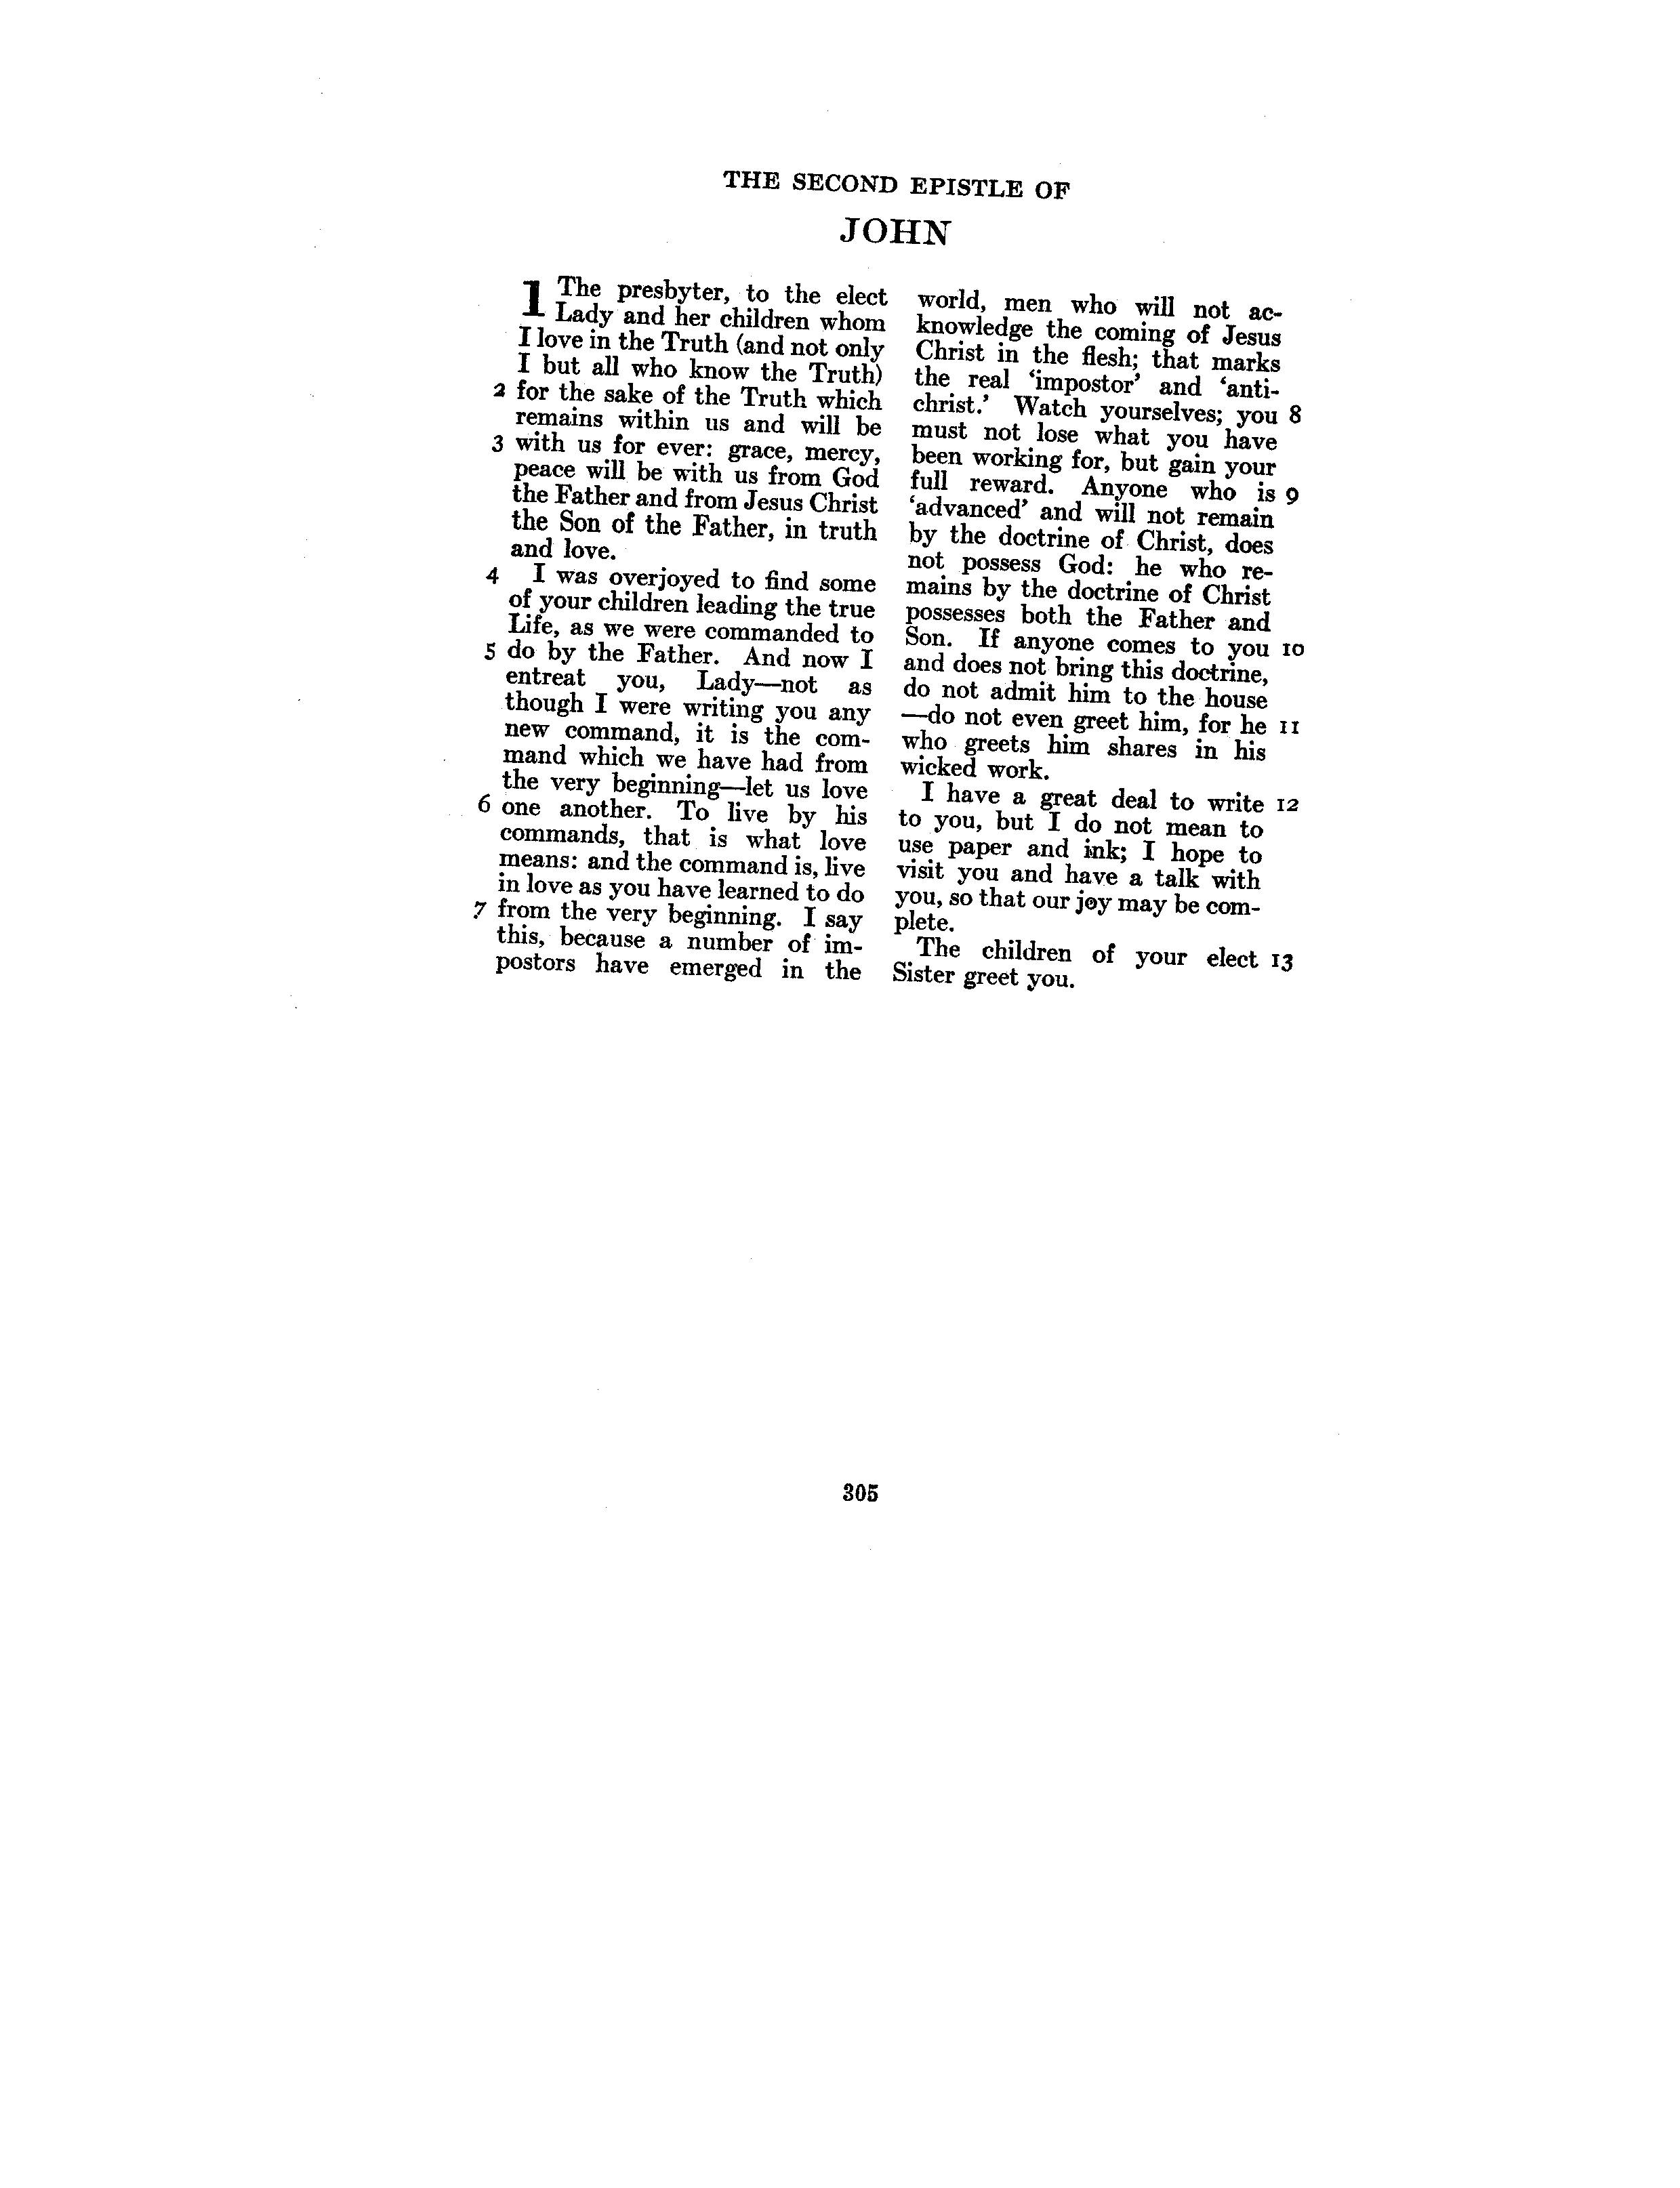 THE SECOND EPISTLE OF
JOHN
1 The presbyter, to the elect
Lady and her children whom
I love in the Truth (and not only
I but all who know the Truth)
2 for the sake of the Truth which
remains within us and will be
3 with us for ever: grace, mercy,
peace will be with us from God
the Father and from Jesus Christ
the Son of the Father, in truth
and love.
4 I was overjoyed to find some
of your children leading the true
Life, as we were commanded to
5 do by the Father. And now I
entreat you, Lady—not as
though I were writing you any
new command, it is the com-
mand which we have had from
the very beginning—let us love
6 one another. To live by his
commands, that is what love
means: and the command is, live
in love as you have learned to do
7 from the very beginning. I say
this, because a number of im-
postors have emerged in the
world, men who will not ac-
knowledge the coming of Jesus
Christ in the flesh; that marks
the real ‘impostor’ and ‘anti-
christ.’ Watch yourselves; you 8
must not lose what you have
been working for, but gain your
full reward. Anyone who is 9
‘advanced’ and will not remain
by the doctrine of Christ, does
not possess God: he who re-
mains by the doctrine of Christ
possesses both the Father and
Son. If anyone comes to you 10
and does not bring this doctrine,
do not admit him to the house
—do not even greet him, for he 11
who greets him shares in his
wicked work.
I have a great deal to write 12
to you, but I do not mean to
use paper and ink; I hope to
visit you and have a talk with
you, so that our joy may be com-
plete.
The children of your elect 13
Sister greet you.
305